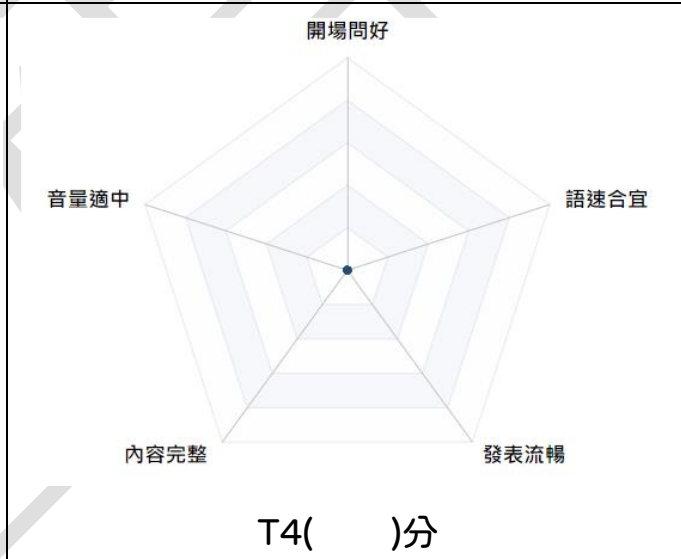 開場問好
音量適中
語速合宜
內容完整
發表流暢
T4(　　)分